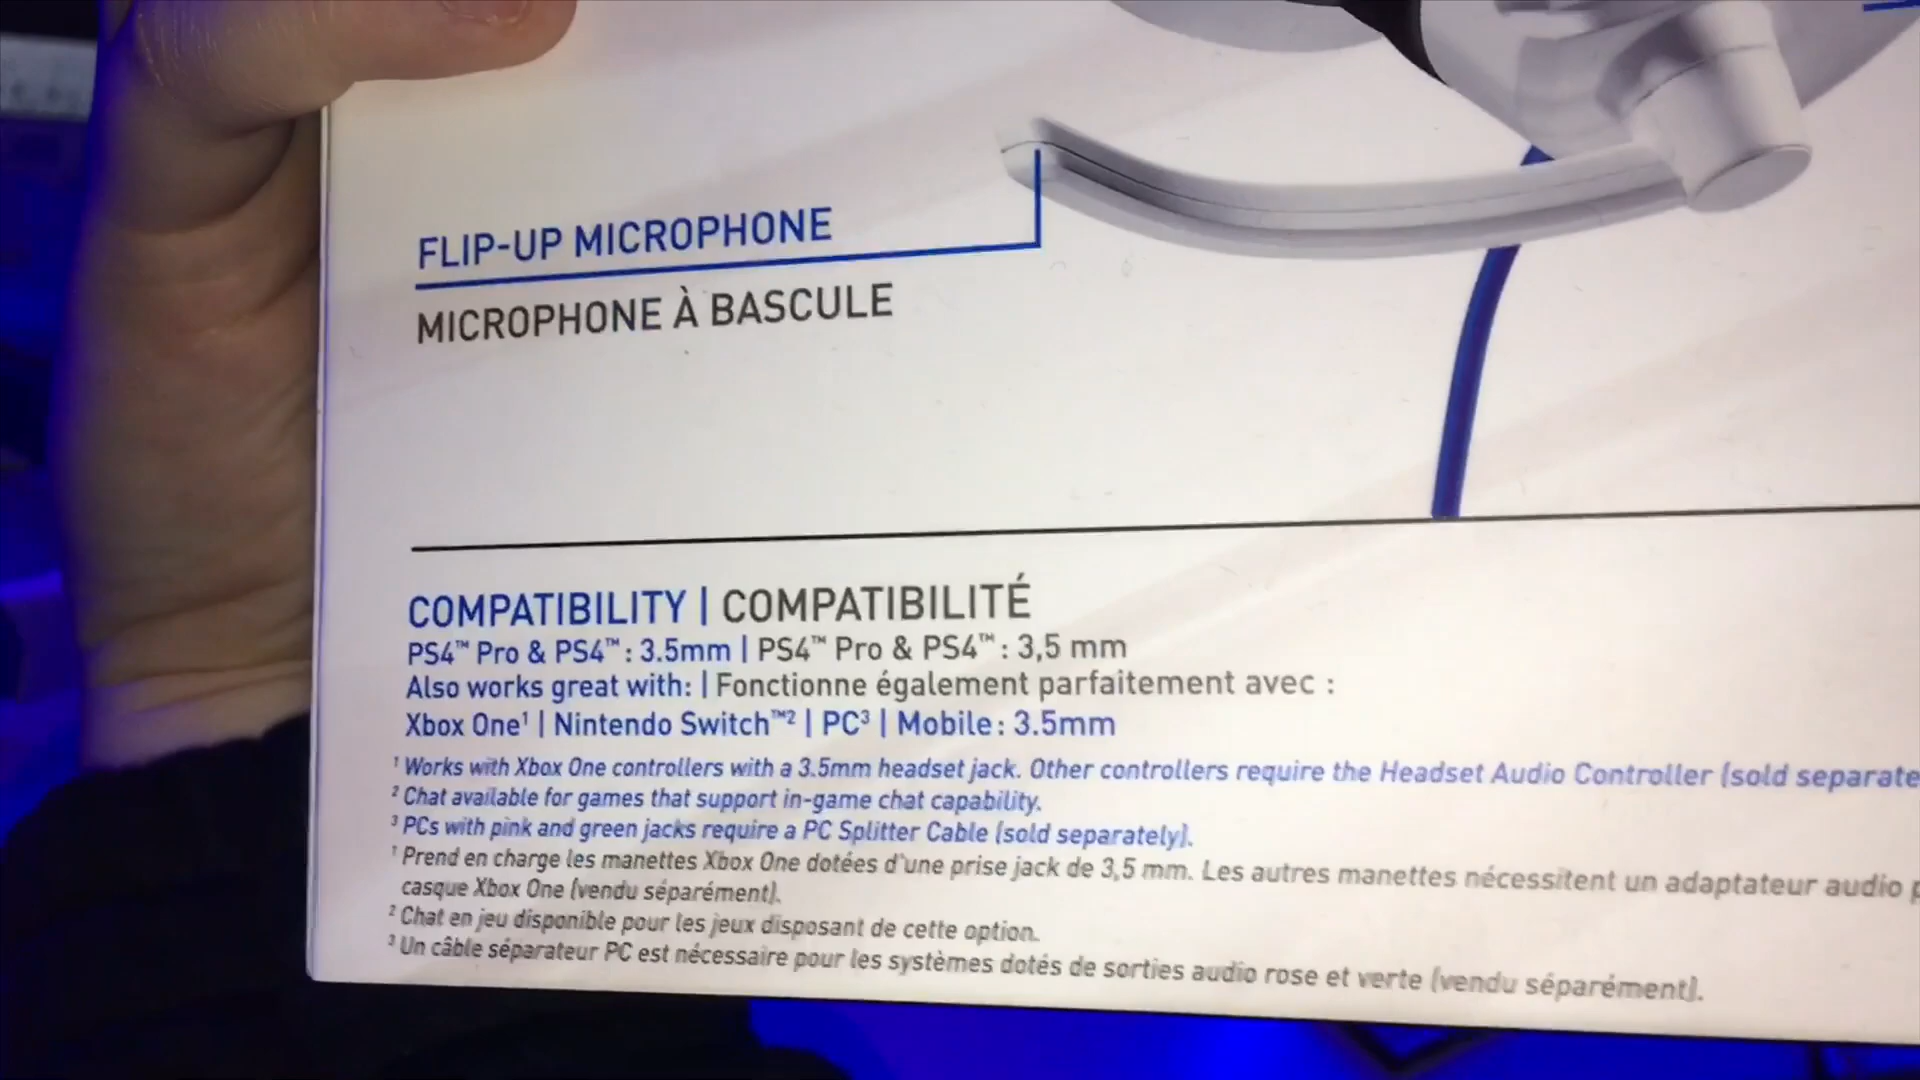 FLIP-UP MICROPHONE
MICROPHONE À BASCULE
COMPATIBILITY | COMPATIBILITÉ
PS4™ Pro & PS4™: 3.5mm | PS4™ Pro & PS4™ : 3,5 mm
Also works great with: | Fonctionne également parfaitement avec :
Xbox One¹ | Nintendo Switch™² | PC³ | Mobile: 3.5mm
¹ Works with Xbox One controllers with a 3.5mm headset jack. Other controllers require the Headset Audio Controller (sold separate
² Chat available for games that support in-game chat capability.
³ PCs with pink and green jacks require a PC Splitter Cable (sold separately).
¹ Prend en charge les manettes Xbox One dotées d'une prise jack de 3,5 mm. Les autres manettes nécessitent un adaptateur audio p
casque Xbox One (vendu séparément).
² Chat en jeu disponible pour les jeux disposant de cette option.
³ Un câble séparateur PC est nécessaire pour les systèmes dotés de sorties audio rose et verte (vendu séparément).